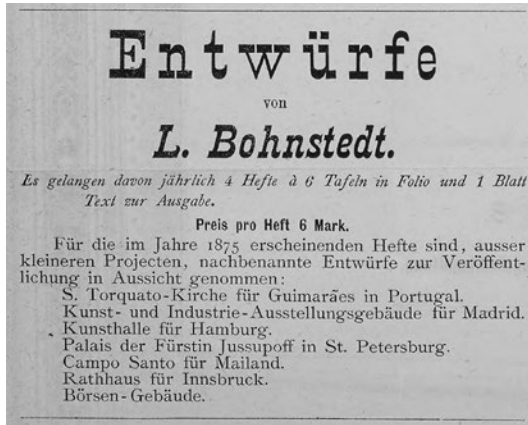 Entwürfe
von
L. Bohnstedt.
Es gelangen davon jährlich 4 Hefte à 6 Tafeln in Folio und 1 Blatt
Text zur Ausgabe.
Preis pro Heft 6 Mark.
Für die im Jahre 1875 erscheinenden Hefte sind, ausser
kleineren Projecten, nachbenannte Entwürfe zur Veröffent-
lichung in Aussicht genommen:
S. Torquato-Kirche für Guimarães in Portugal.
Kunst- und Industrie-Ausstellungsgebäude für Madrid.
Kunsthalle für Hamburg.
Palais der Fürstin Jussupoff in St. Petersburg.
Campo Santo für Mailand.
Rathhaus für Innsbruck.
Börsen-Gebäude.